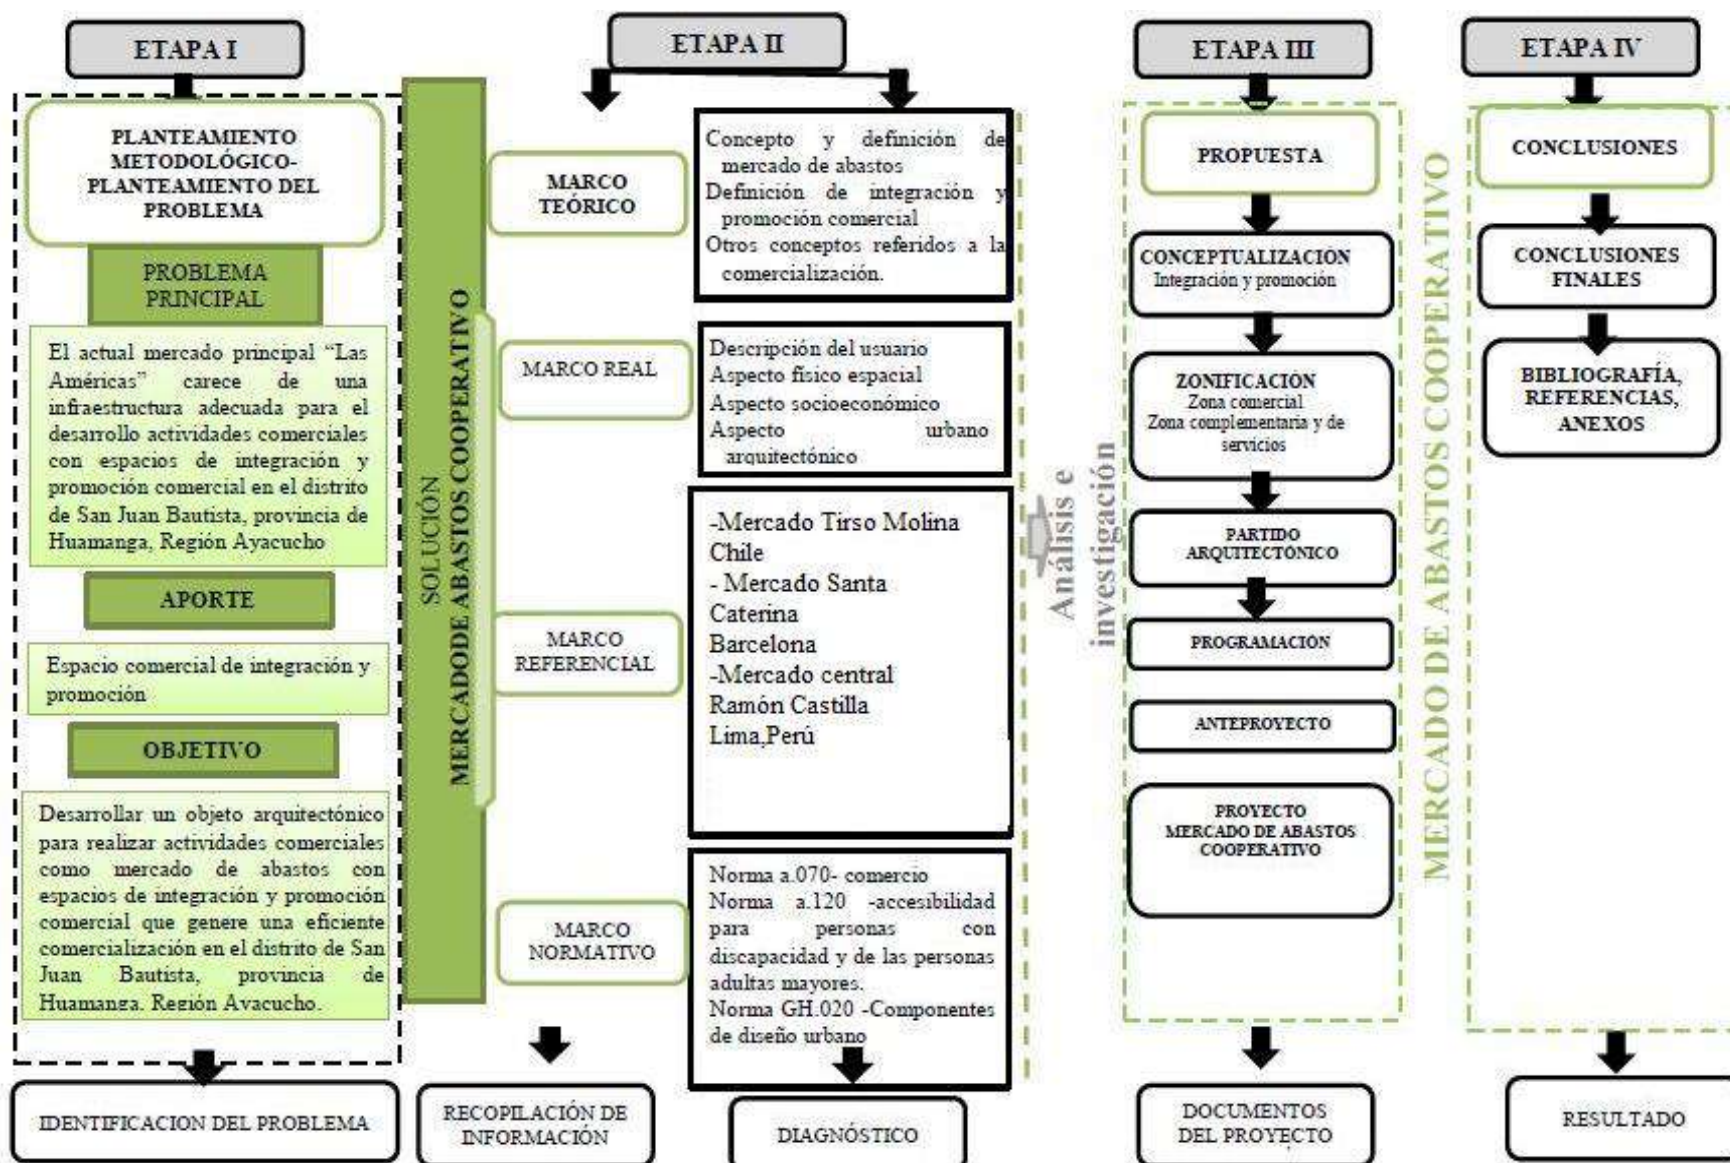 ETAPA I
PLANTEAMIENTO
METODOLÓGICO-
PLANTEAMIENTO DEL
PROBLEMA
PROBLEMA
PRINCIPAL
El actual mercado principal “Las
Américas” carece de una
infraestructura adecuada para el
desarrollo actividades comerciales
con espacios de integración y
promoción comercial en el distrito
de San Juan Bautista, provincia de
Huamanga, Región Ayacucho
APORTE
Espacio comercial de integración y
promoción
OBJETIVO
Desarrollar un objeto arquitectónico
para realizar actividades comerciales
como mercado de abastos con
espacios de integración y promoción
comercial que genere una eficiente
comercialización en el distrito de San
Juan Bautista, provincia de
Huamanga. Región Ayacucho.
IDENTIFICACION DEL PROBLEMA
SOLUCIÓN
MERCADODE ABASTOS COOPERATIVO
ETAPA II
MARCO
TEÓRICO
Concepto y definición de
mercado de abastos
Definición de integración y
promoción comercial
Otros conceptos referidos a la
comercialización.
MARCO REAL
Descripción del usuario
Aspecto físico espacial
Aspecto socioeconómico
Aspecto urbano
arquitectónico
MARCO
REFERENCIAL
-Mercado Tirso Molina
Chile
- Mercado Santa
Caterina
Barcelona
-Mercado central
Ramón Castilla
Lima,Perú
MARCO
NORMATIVO
Norma a.070- comercio
Norma a.120 -accesibilidad
para personas con
discapacidad y de las personas
adultas mayores.
Norma GH.020 -Componentes
de diseño urbano
RECOPILACIÓN DE
INFORMACIÓN
DIAGNÓSTICO
Análisis e
investigación
ETAPA III
PROPUESTA
CONCEPTUALIZACIÓN
Integración y promoción
ZONIFICACIÓN
Zona comercial
Zona complementaria y de
servicios
PARTIDO
ARQUITECTÓNICO
PROGRAMACIÓN
ANTEPROYECTO
PROYECTO
MERCADO DE ABASTOS
COOPERATIVO
DOCUMENTOS
DEL PROYECTO
MERCADO DE ABASTOS COOPERATIVO
ETAPA IV
CONCLUSIONES
CONCLUSIONES
FINALES
BIBLIOGRAFÍA,
REFERENCIAS,
ANEXOS
RESULTADO